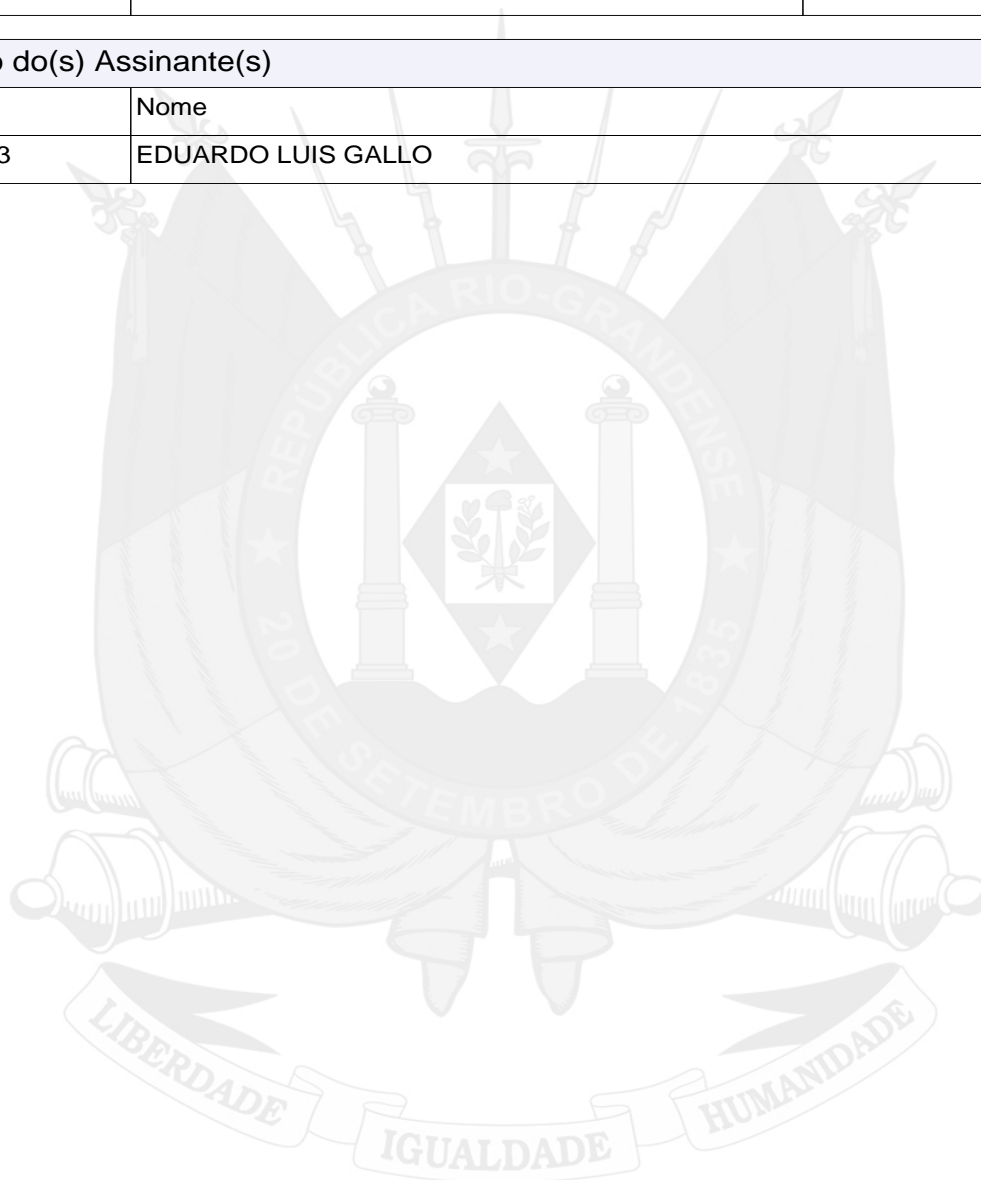 o do(s) Assinante(s)
Nome
3 EDUARDO LUIS GALLO
REPÚBLICA RIO-GRANDENSE
★ 20 DE SETEMBRO DE 1835 ★
LIBERDADE IGUALDADE HUMANIDADE